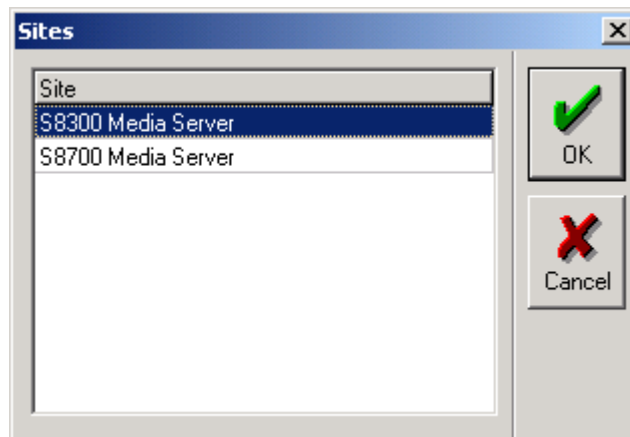 Sites
Site
S8300 Media Server
S8700 Media Server
OK
Cancel